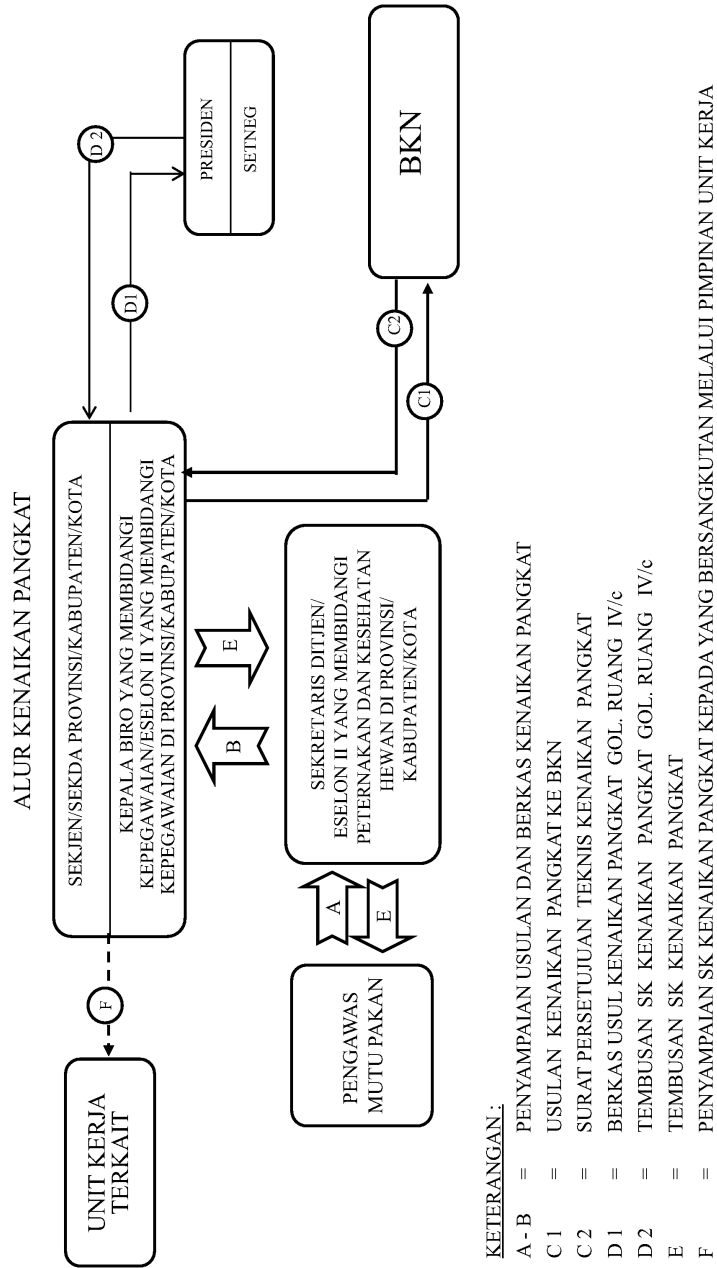 ALUR KENAIKAN PANGKAT
UNIT KERJA
TERKAIT
F
SEKJEN/SEKDA PROVINSI/KABUPATEN/KOTA
KEPALA BIRO YANG MEMBIDANGI
KEPEGAWAIAN/ESELON II YANG MEMBIDANGI
KEPEGAWAIAN DI PROVINSI/KABUPATEN/KOTA
D1
D 2
PRESIDEN
SETNEG
B
E
C2
C1
BKN
PENGAWAS
MUTU PAKAN
A
E
SEKRETARIS DITJEN/
ESELON II YANG MEMBIDANGI
PETERNAKAN DAN KESEHATAN
HEWAN DI PROVINSI/
KABUPATEN/KOTA
KETERANGAN :
A - B = PENYAMPAIAN USULAN DAN BERKAS KENAIKAN PANGKAT
C 1 = USULAN KENAIKAN PANGKAT KE BKN
C 2 = SURAT PERSETUJUAN TEKNIS KENAIKAN PANGKAT
D 1 = BERKAS USUL KENAIKAN PANGKAT GOL. RUANG IV/c
D 2 = TEMBUSAN SK KENAIKAN PANGKAT GOL. RUANG IV/c
E = TEMBUSAN SK KENAIKAN PANGKAT
F = PENYAMPAIAN SK KENAIKAN PANGKAT KEPADA YANG BERSANGKUTAN MELALUI PIMPINAN UNIT KERJA